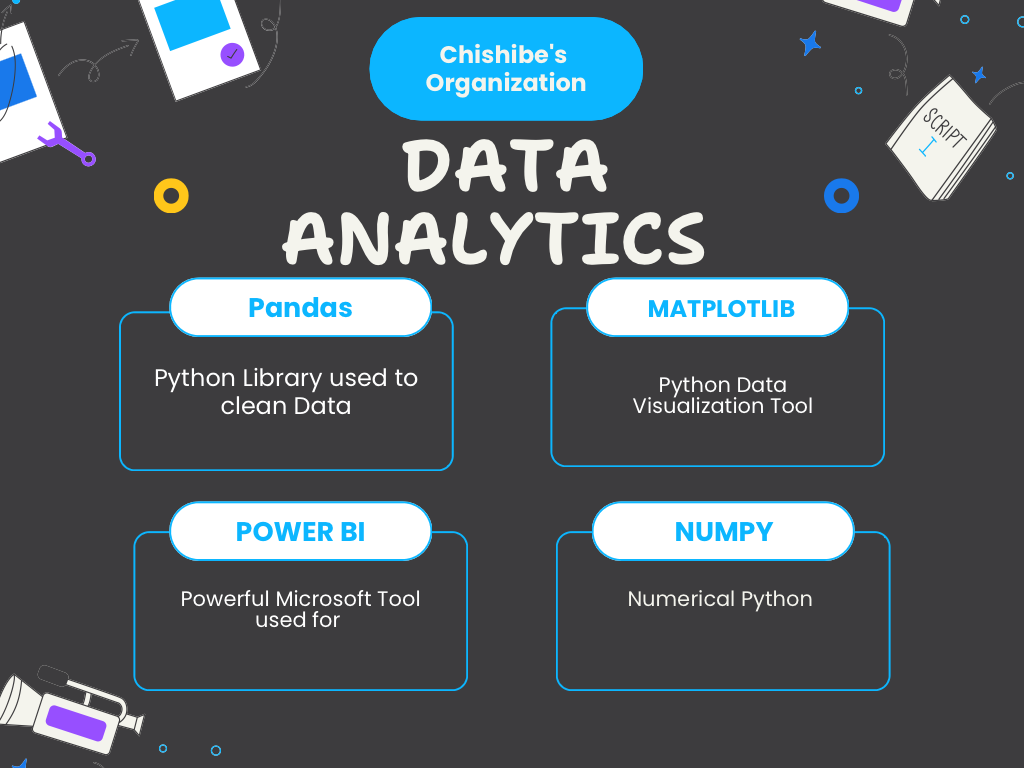 Chishibe's
Organization
SCRIPT
DATA
ANALYTICS
Pandas
Python Library used to
clean Data
MATPLOTLIB
Python Data
Visualization Tool
POWER BI
Powerful Microsoft Tool
used for
NUMPY
Numerical Python